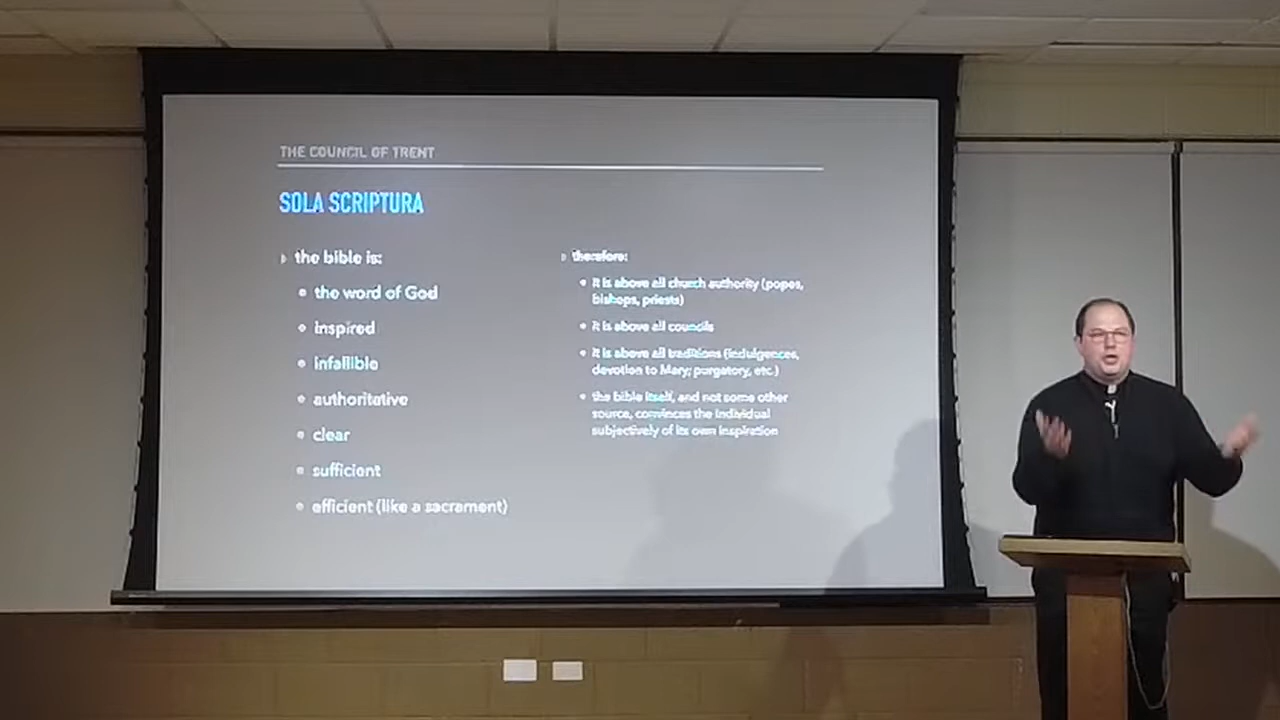 THE COUNCIL OF TRENT
SOLA SCRIPTURA
the bible is:
the word of God
inspired
infallible
authoritative
clear
sufficient
efficient (like a sacrament)
therefore:
it is above all church authority (popes,
bishops, priests)
it is above all councils
it is above all traditions (indulgences,
devotion to Mary; purgatory, etc.)
the bible itself, and not some other
source, convinces the individual
subjectively of its own inspiration